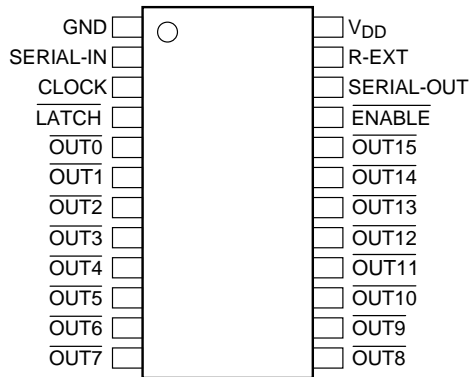 GND VDD
SERIAL-IN R-EXT
CLOCK SERIAL-OUT
LATCH ENABLE
OUT0 OUT15
OUT1 OUT14
OUT2 OUT13
OUT3 OUT12
OUT4 OUT11
OUT5 OUT10
OUT6 OUT9
OUT7 OUT8